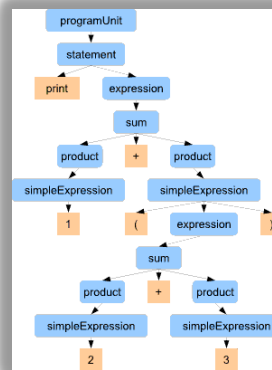 programUnit
statement
print expression
sum
product + product
simpleExpression simpleExpression
1 ( expression )
sum
product + product
simpleExpression simpleExpression
2 3